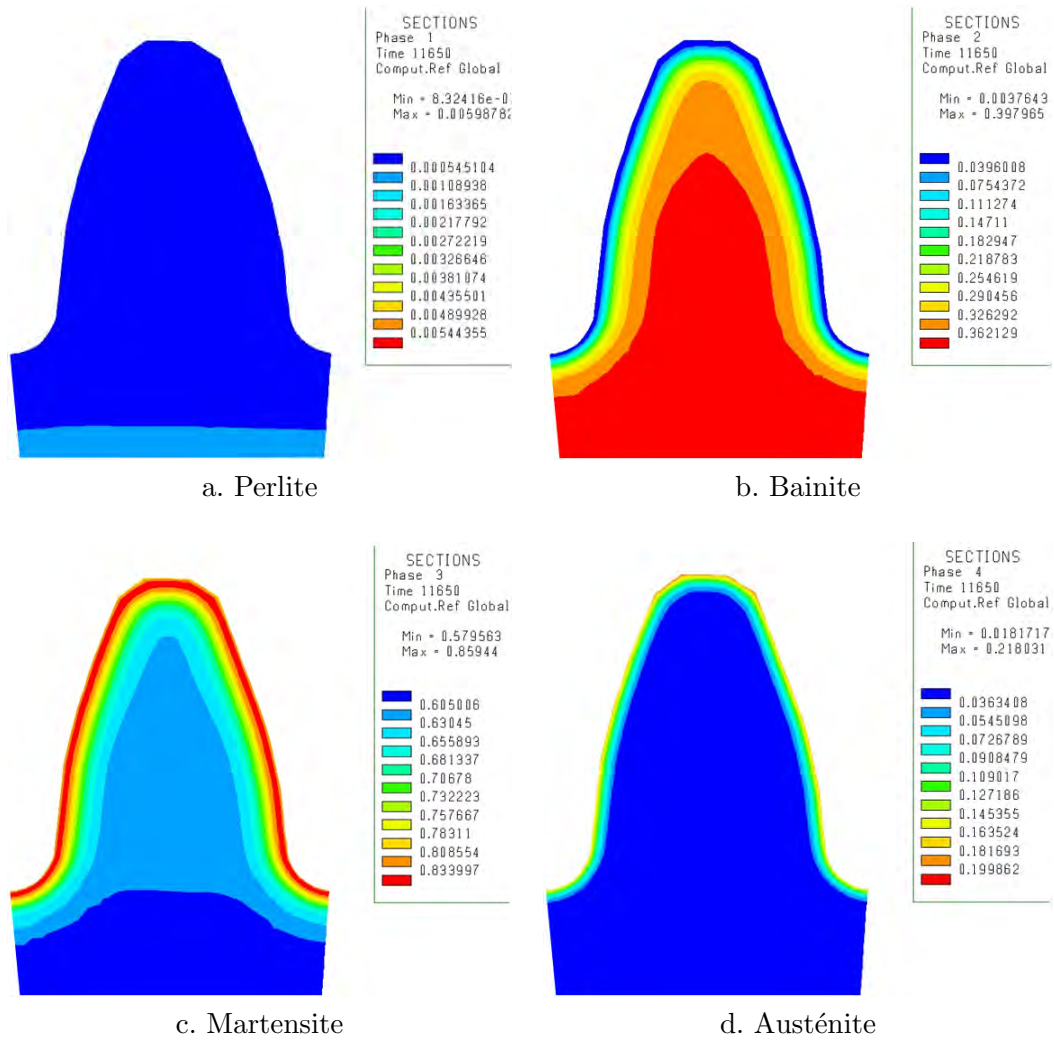 SECTIONS
Phase 1
Time 11650
Comput.Ref Global
Min = 8.32416e-0
Max = 0.00598782
0.000545104
0.00108938
0.00163365
0.00217792
0.00272219
0.00326646
0.00381074
0.00435501
0.00489928
0.00544355
a. Perlite
SECTIONS
Phase 2
Time 11650
Comput.Ref Global
Min = 0.0037643
Max = 0.397965
0.0396008
0.0754372
0.111274
0.14711
0.182947
0.218783
0.254619
0.290456
0.326292
0.362129
b. Bainite
SECTIONS
Phase 3
Time 11650
Comput.Ref Global
Min = 0.579563
Max = 0.85944
0.605006
0.63045
0.655893
0.681337
0.70678
0.732223
0.757667
0.78311
0.808554
0.833997
c. Martensite
SECTIONS
Phase 4
Time 11650
Comput.Ref Global
Min = 0.0181717
Max = 0.218031
0.0363408
0.0545098
0.0726789
0.0908479
0.109017
0.127186
0.145355
0.163524
0.181693
0.199862
d. Austénite